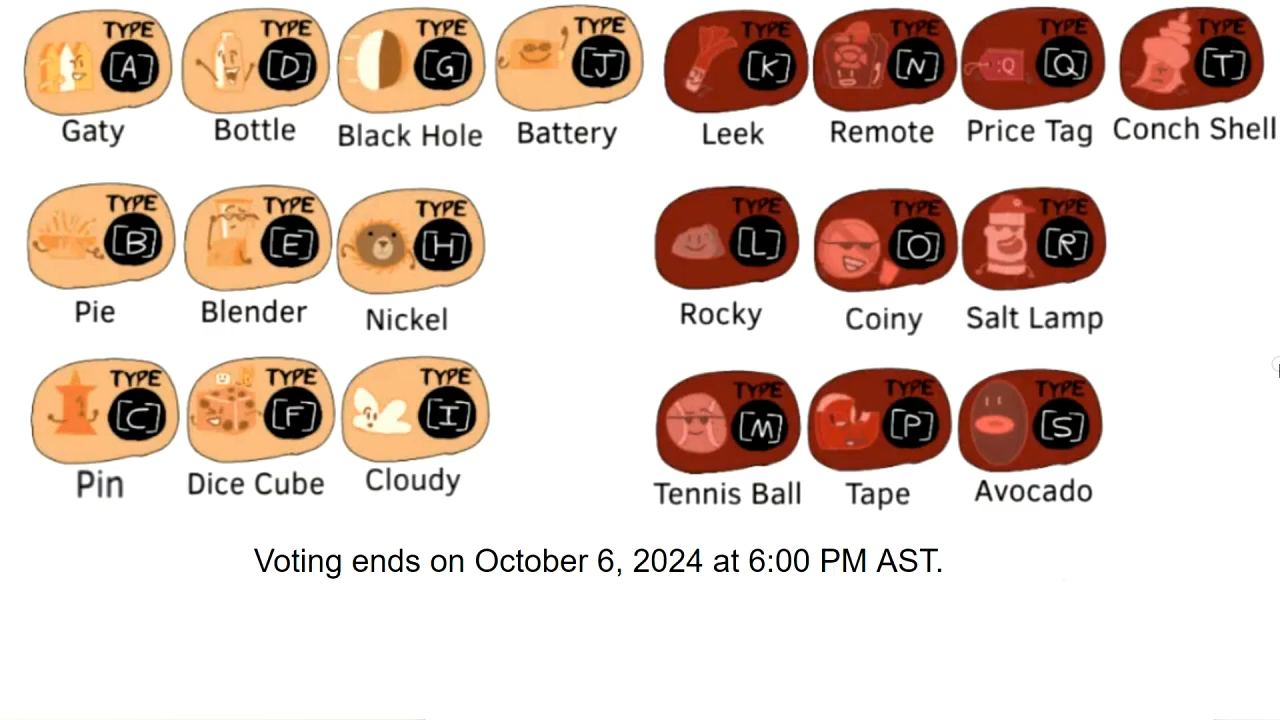 TYPE [A]
Gaty
TYPE [D]
Bottle
TYPE [G]
Black Hole
TYPE [J]
Battery
TYPE [K]
Leek
TYPE [N]
Remote
:Q
TYPE [Q]
Price Tag
TYPE [T]
Conch Shell
TYPE [B]
Pie
TYPE [E]
Blender
TYPE [H]
Nickel
TYPE [L]
Rocky
TYPE [O]
Coiny
TYPE [R]
Salt Lamp
TYPE [C]
Pin
TYPE [F]
Dice Cube
TYPE [I]
Cloudy
TYPE [M]
Tennis Ball
TYPE [P]
Tape
TYPE [S]
Avocado
Voting ends on October 6, 2024 at 6:00 PM AST.